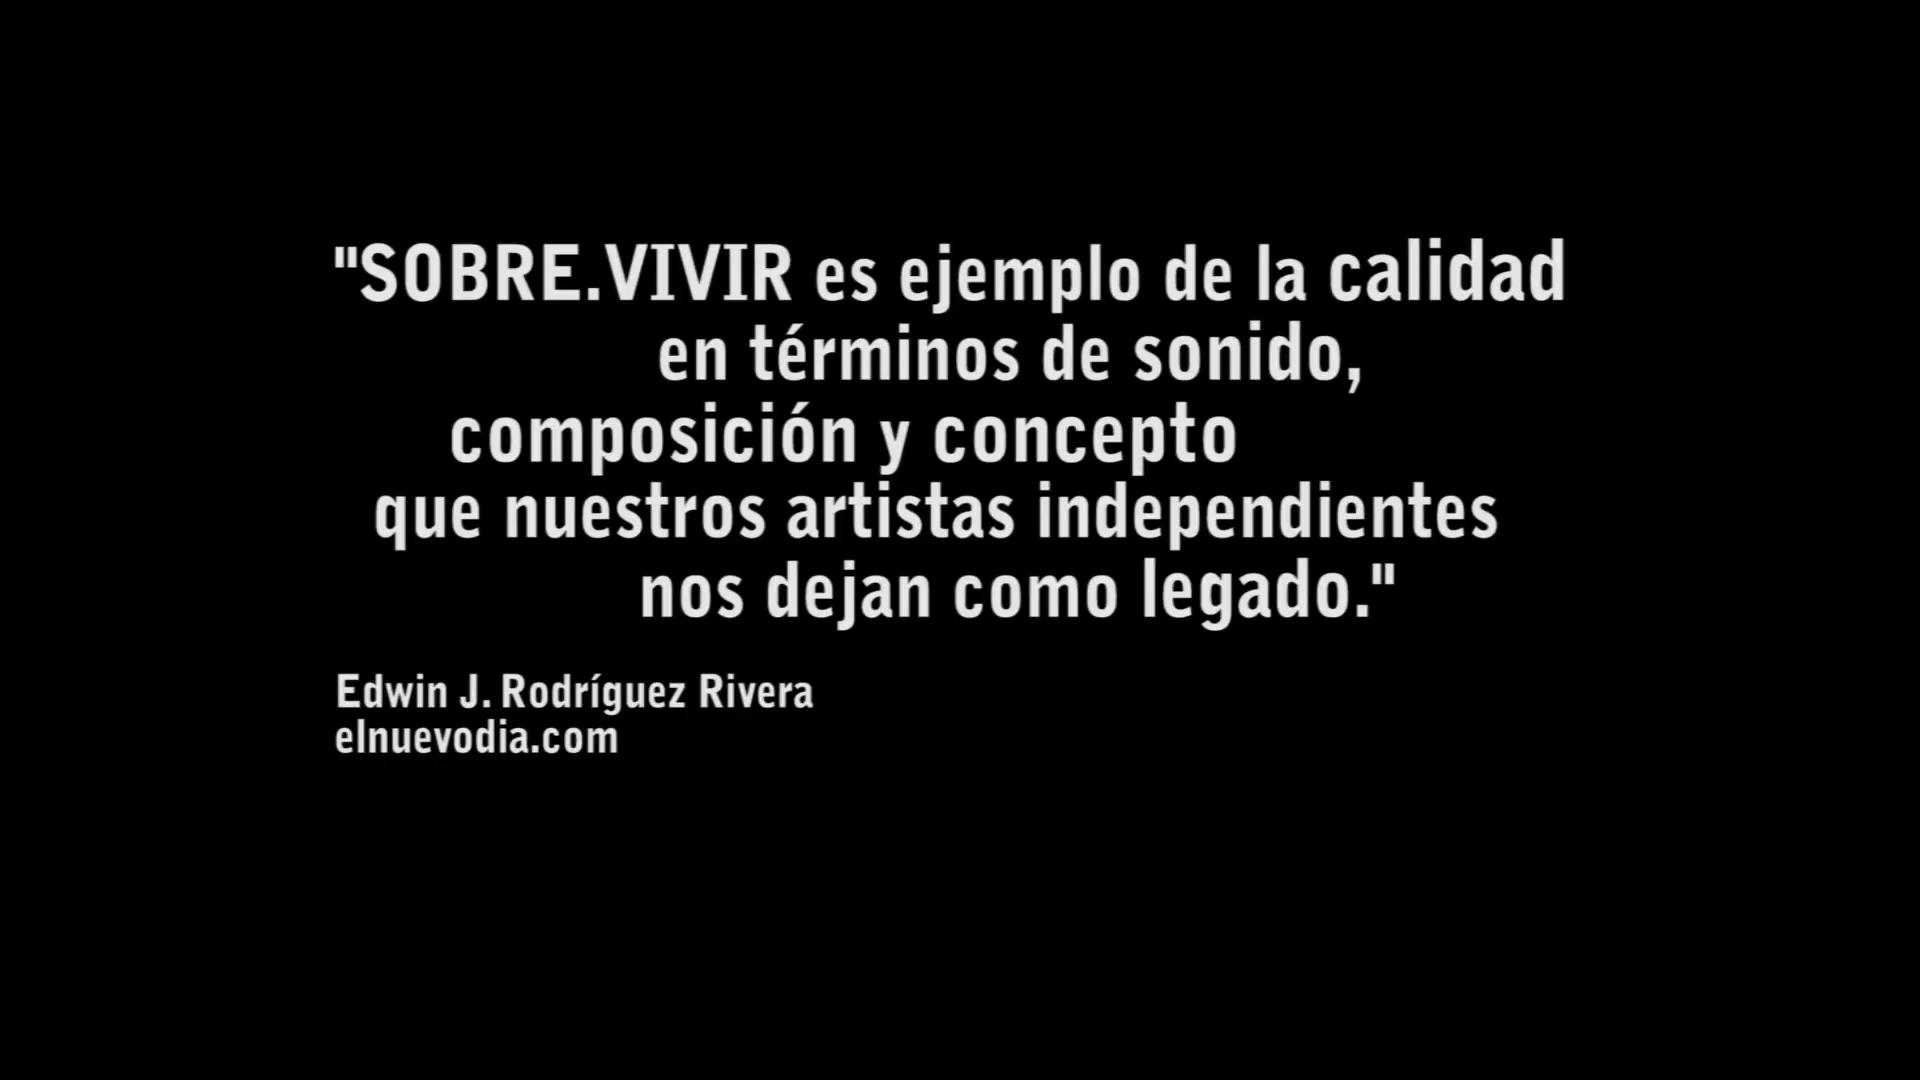 "SOBRE.VIVIR es ejemplo de la calidad
en términos de sonido,
composición y concepto
que nuestros artistas independientes
nos dejan como legado."
Edwin J. Rodríguez Rivera
elnuevodia.com